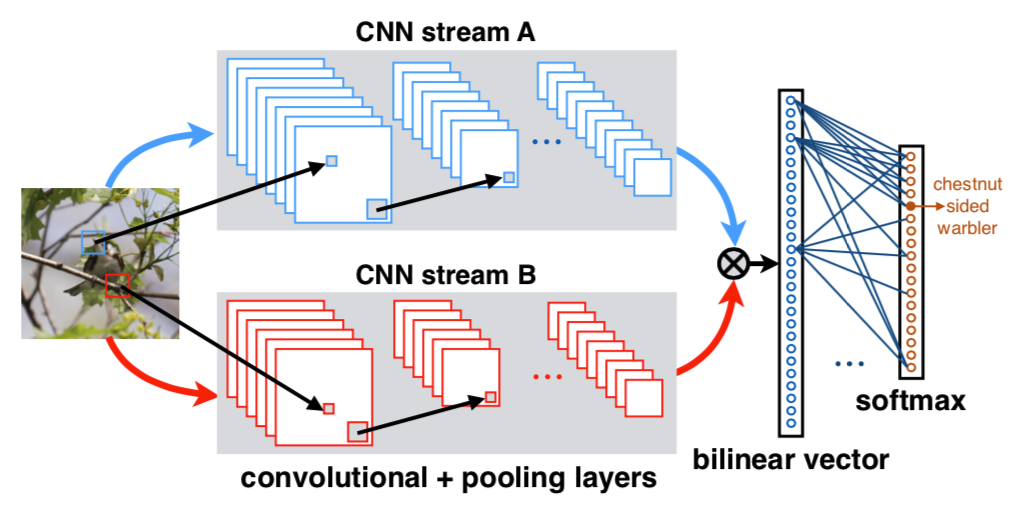 CNN stream A
chestnut
sided
warbler
CNN stream B
softmax
bilinear vector
convolutional + pooling layers